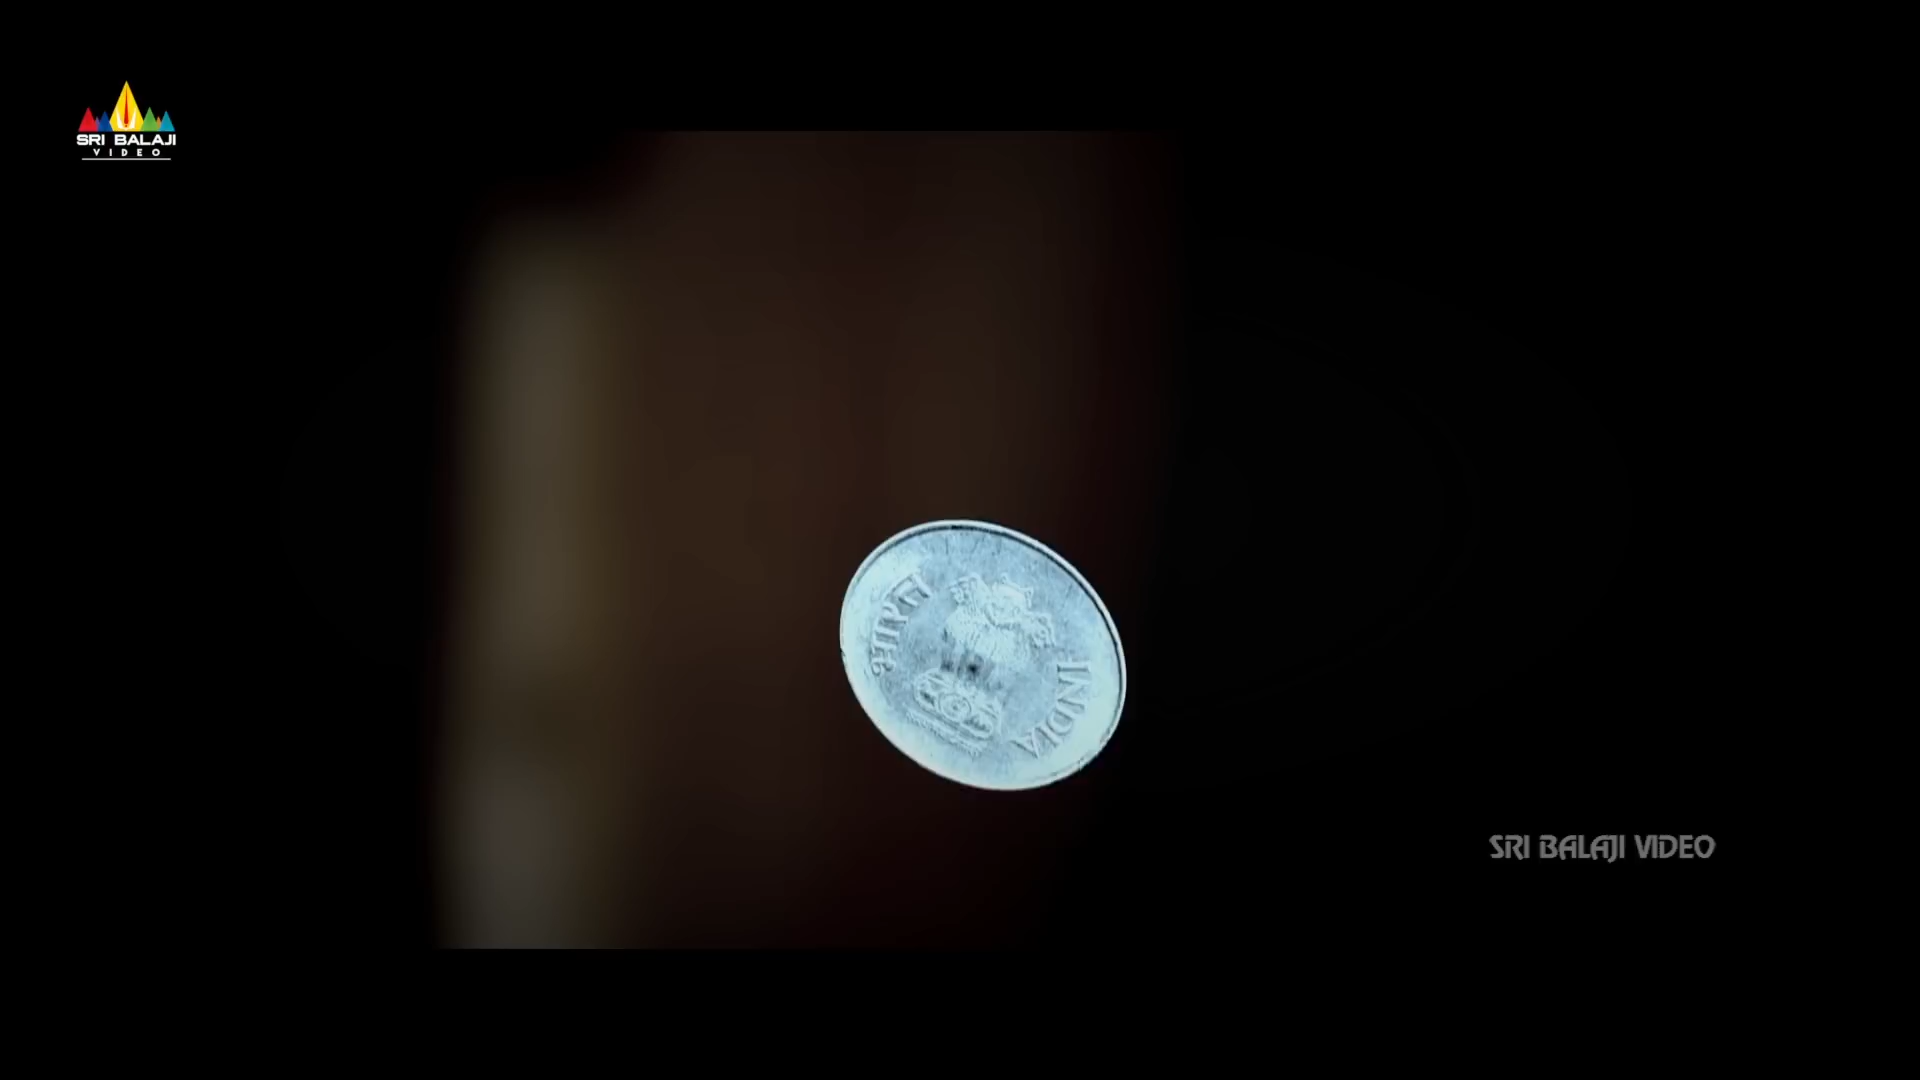 SRI BALAJI
VIDEO
भारत
INDIA
SRI BALAJI VIDEO